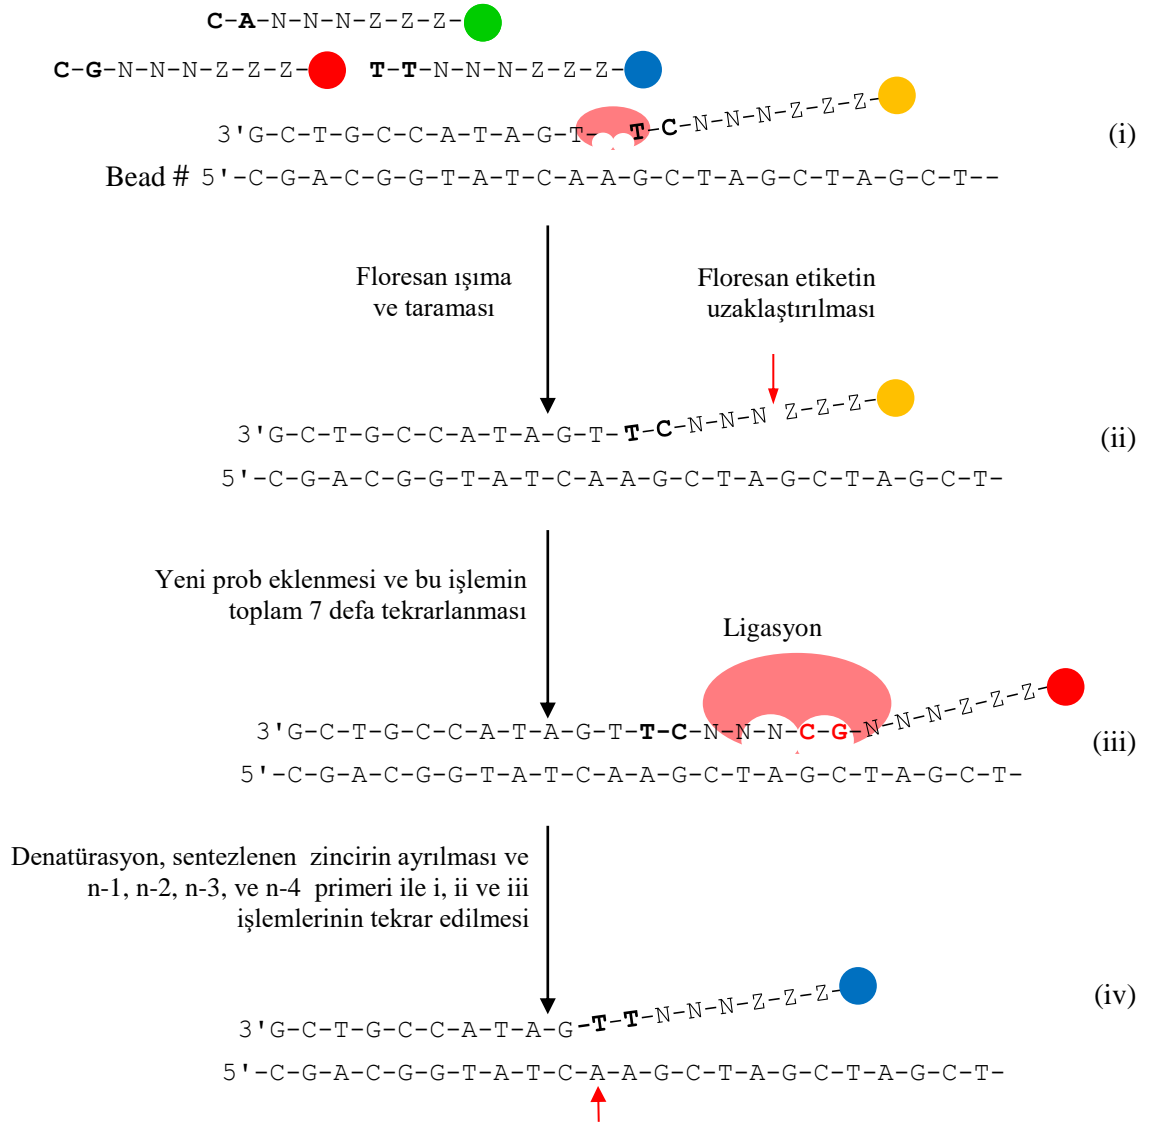 C-A-N-N-N-Z-Z-Z-
C-G-N-N-N-Z-Z-Z- T-T-N-N-N-Z-Z-Z-
3'G-C-T-G-C-C-A-T-A-G-T- T-C-N-N-N-Z-Z-Z- (i)
Bead # 5'-C-G-A-C-G-G-T-A-T-C-A-A-G-C-T-A-G-C-T-A-G-C-T--
Floresan ışıma
ve taraması
Floresan etiketin
uzaklaştırılması
3'G-C-T-G-C-C-A-T-A-G-T-T-C-N-N-N Z-Z-Z- (ii)
5'-C-G-A-C-G-G-T-A-T-C-A-A-G-C-T-A-G-C-T-A-G-C-T-
Yeni prob eklenmesi ve bu işlemin
toplam 7 defa tekrarlanması
Ligasyon
3'G-C-T-G-C-C-A-T-A-G-T-T-C-N-N-N-C-G-N-N-N-Z-Z-Z- (iii)
5'-C-G-A-C-G-G-T-A-T-C-A-A-G-C-T-A-G-C-T-A-G-C-T-
Denatürasyon, sentezlenen zincirin ayrılması ve
n-1, n-2, n-3, ve n-4 primeri ile i, ii ve iii
işlemlerinin tekrar edilmesi
3'G-C-T-G-C-C-A-T-A-G-T-T-N-N-N-Z-Z-Z- (iv)
5'-C-G-A-C-G-G-T-A-T-C-A-A-G-C-T-A-G-C-T-A-G-C-T-